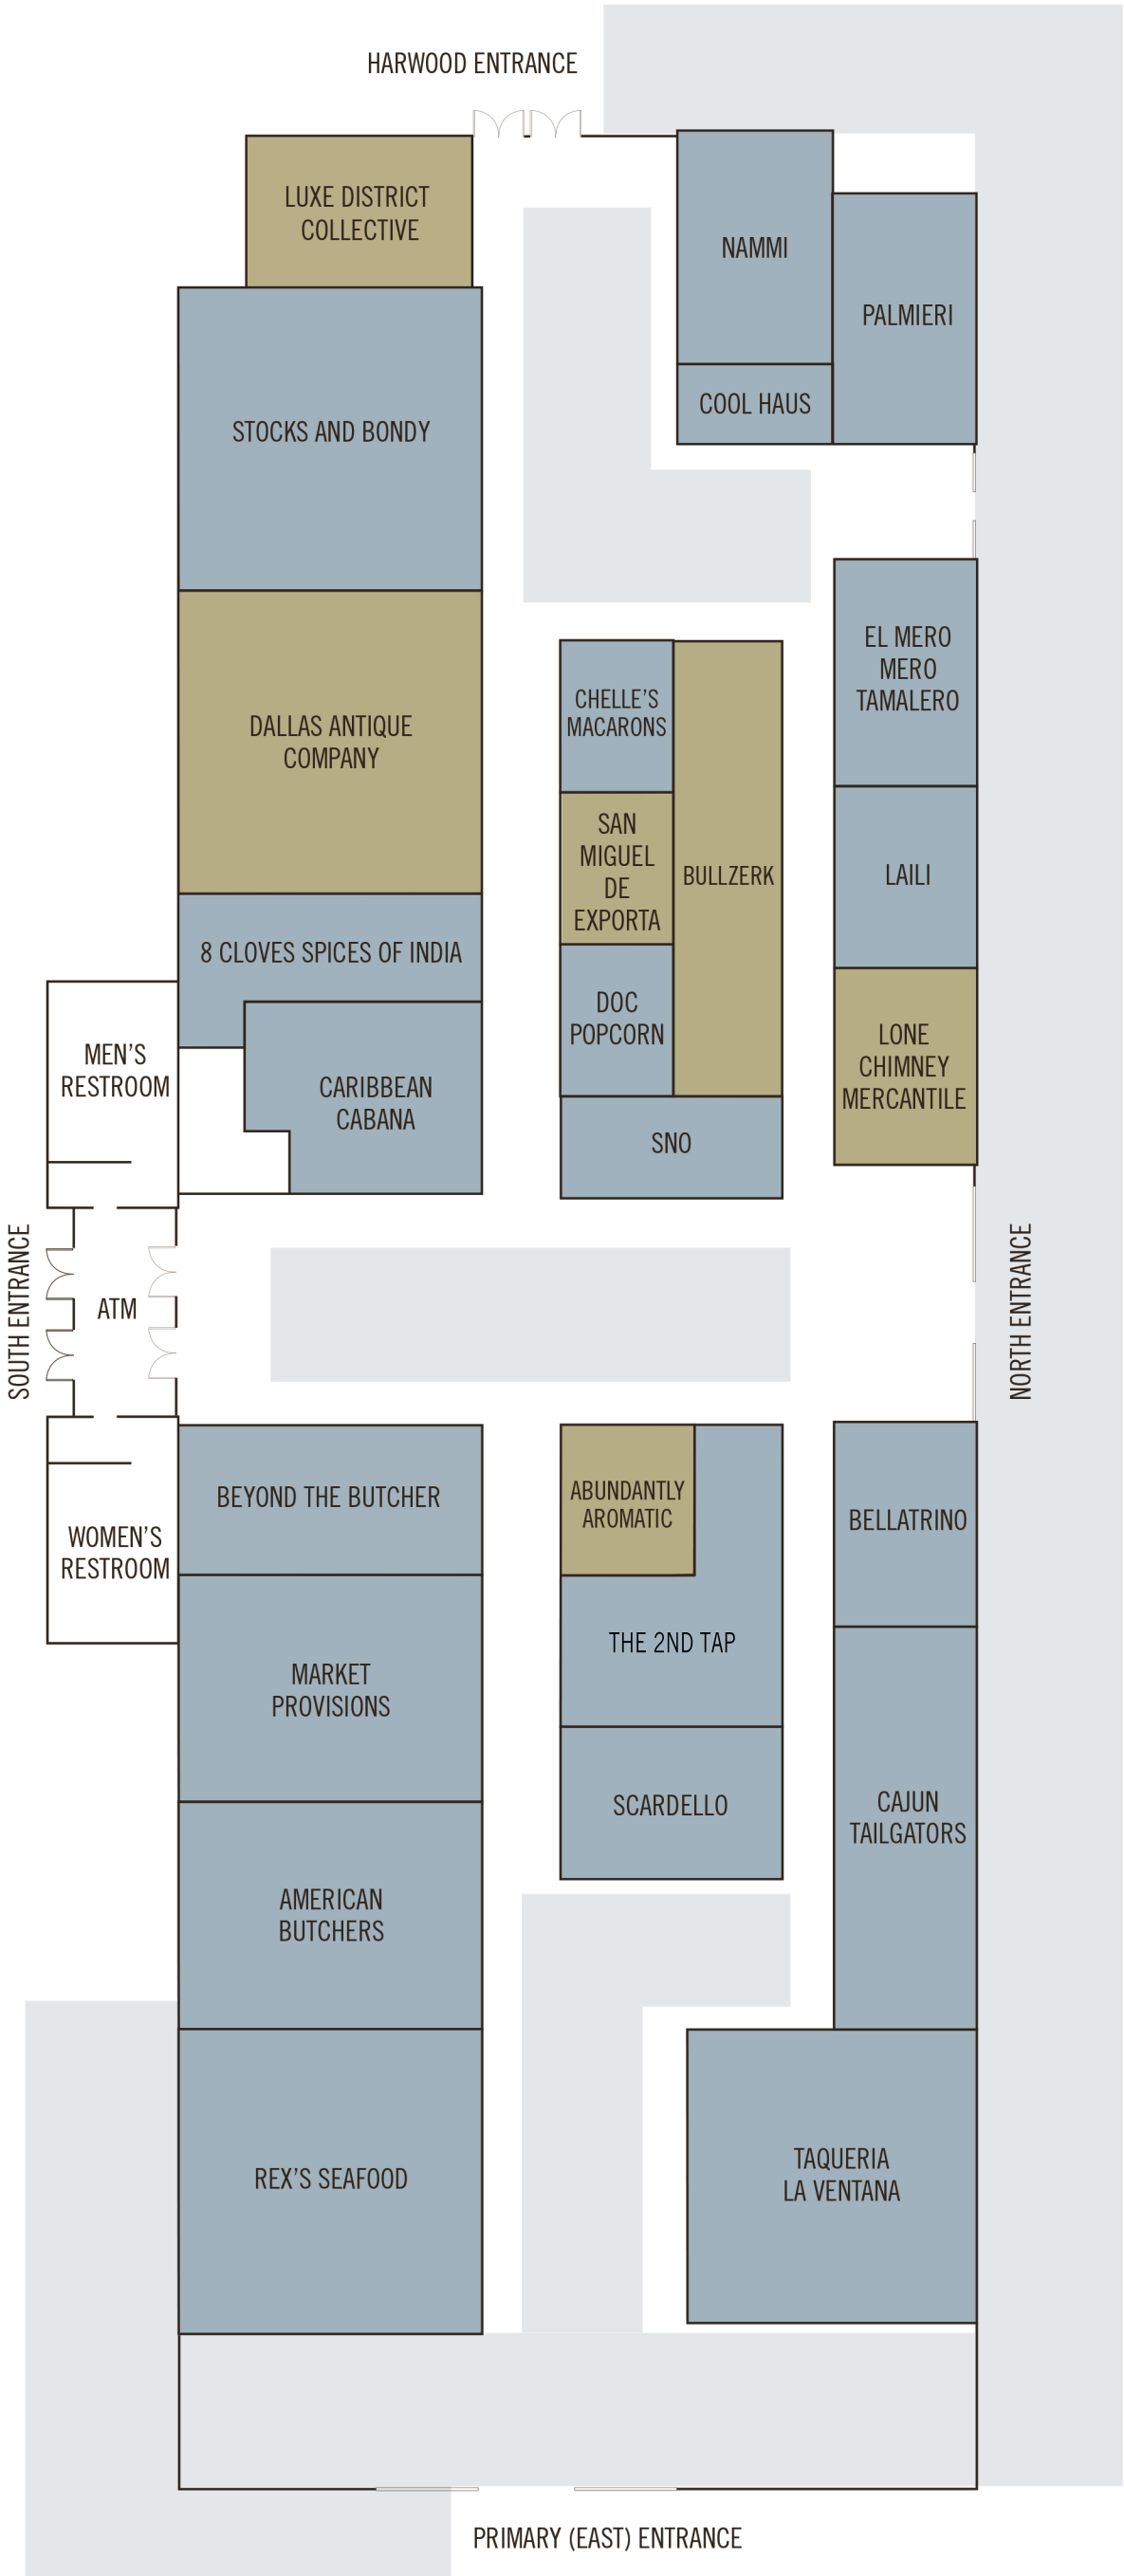 HARWOOD ENTRANCE
LUXE DISTRICT
COLLECTIVE
NAMMI
PALMIERI
COOL HAUS
STOCKS AND BONDY
EL MERO
MERO
TAMALERO
CHELLE'S
MACARONS
DALLAS ANTIQUE
COMPANY
SAN
MIGUEL
DE
EXPORTA
BULLZERK
LAILI
8 CLOVES SPICES OF INDIA
DOC
POPCORN
LONE
CHIMNEY
MERCANTILE
MEN'S
RESTROOM
CARIBBEAN
CABANA
SNO
SOUTH ENTRANCE
ATM
NORTH ENTRANCE
BEYOND THE BUTCHER
ABUNDANTLY
AROMATIC
BELLATRINO
WOMEN'S
RESTROOM
THE 2ND TAP
MARKET
PROVISIONS
SCARDELLO
CAJUN
TAILGATORS
AMERICAN
BUTCHERS
TAQUERIA
LA VENTANA
REX'S SEAFOOD
PRIMARY (EAST) ENTRANCE